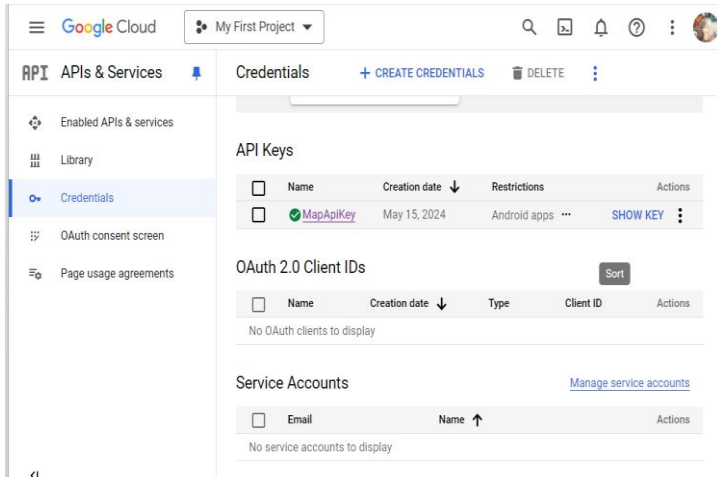 Google Cloud My First Project
API APIs & Services Credentials + CREATE CREDENTIALS DELETE
Enabled APIs & services
Library
Credentials
OAuth consent screen
Page usage agreements
API Keys
Name Creation date Restrictions Actions
MapApiKey May 15, 2024 Android apps ••• SHOW KEY
OAuth 2.0 Client IDs
Sort
Name Creation date Type Client ID Actions
No OAuth clients to display
Service Accounts Manage service accounts
Email Name Actions
No service accounts to display